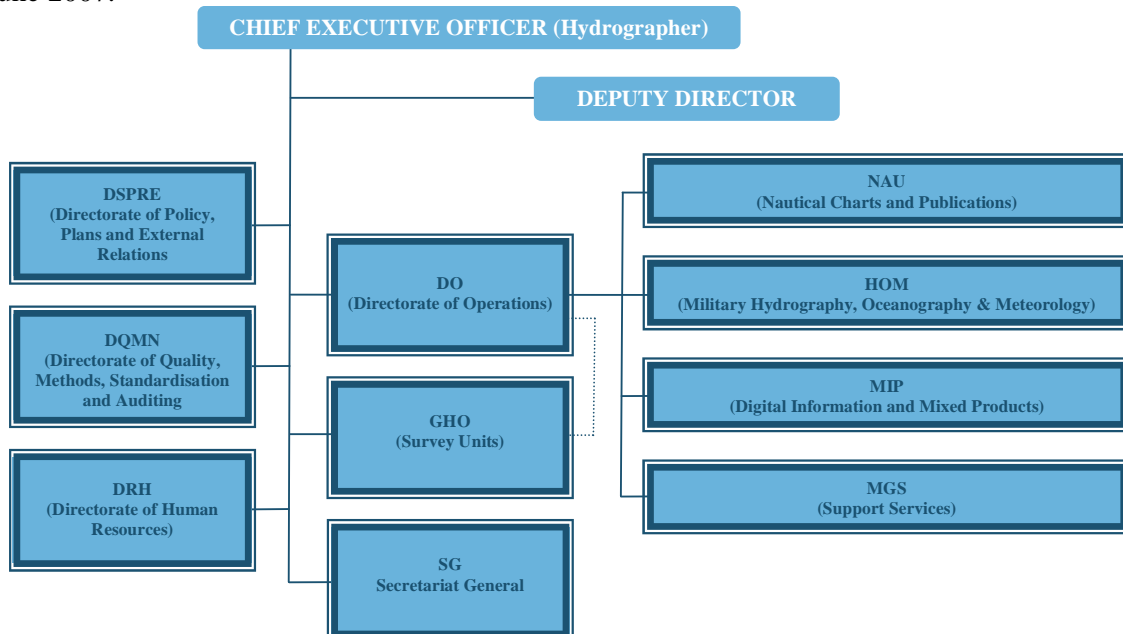 2007.
CHIEF EXECUTIVE OFFICER (Hydrographer)
DEPUTY DIRECTOR
DSPRE
(Directorate of Policy,
Plans and External
Relations
DQMN
(Directorate of Quality,
Methods, Standardisation
and Auditing
DRH
(Directorate of Human
Resources)
DO
(Directorate of Operations)
GHO
(Survey Units)
SG
Secretariat General
NAU
(Nautical Charts and Publications)
HOM
(Military Hydrography, Oceanography & Meteorology)
MIP
(Digital Information and Mixed Products)
MGS
(Support Services)